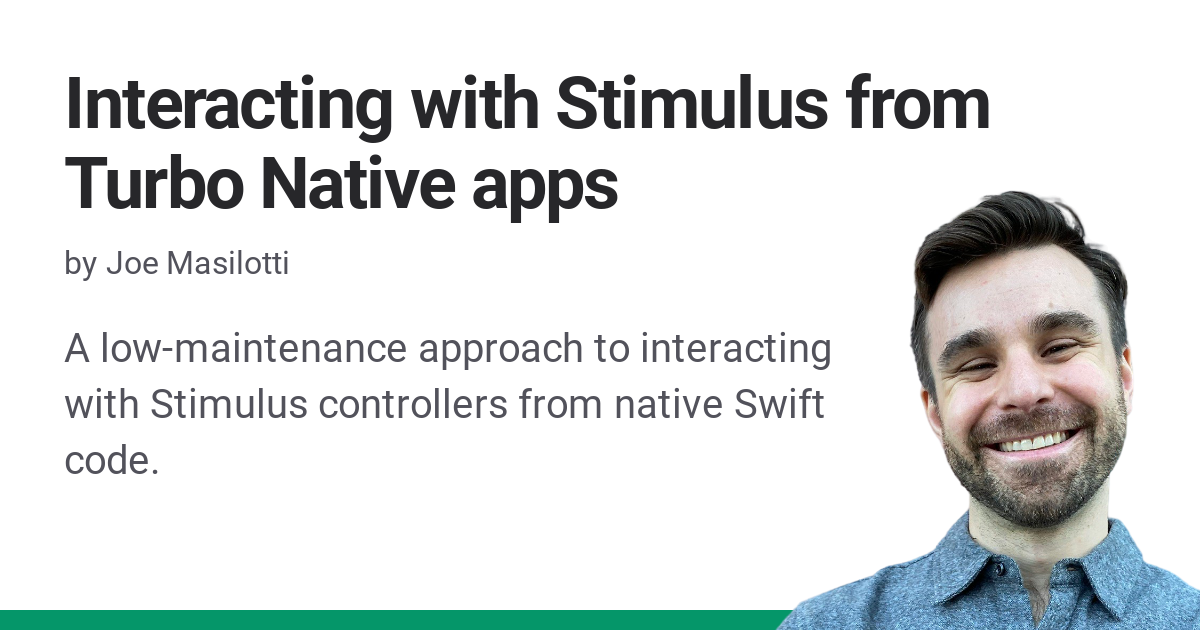 Interacting with Stimulus from
Turbo Native apps
by Joe Masilotti
A low-maintenance approach to interacting
with Stimulus controllers from native Swift
code.